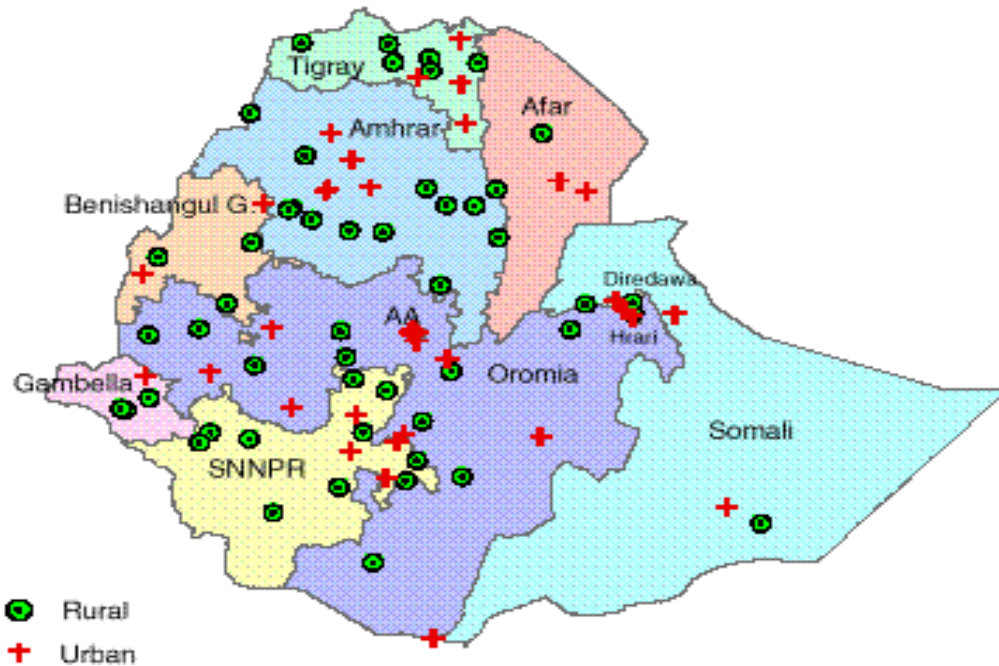 Tigray
Afar
Amhrar
Benishangul G.
Diredawa
AA
Hrari
Gambella
Oromia
Somali
SNNPR
Rural
Urban